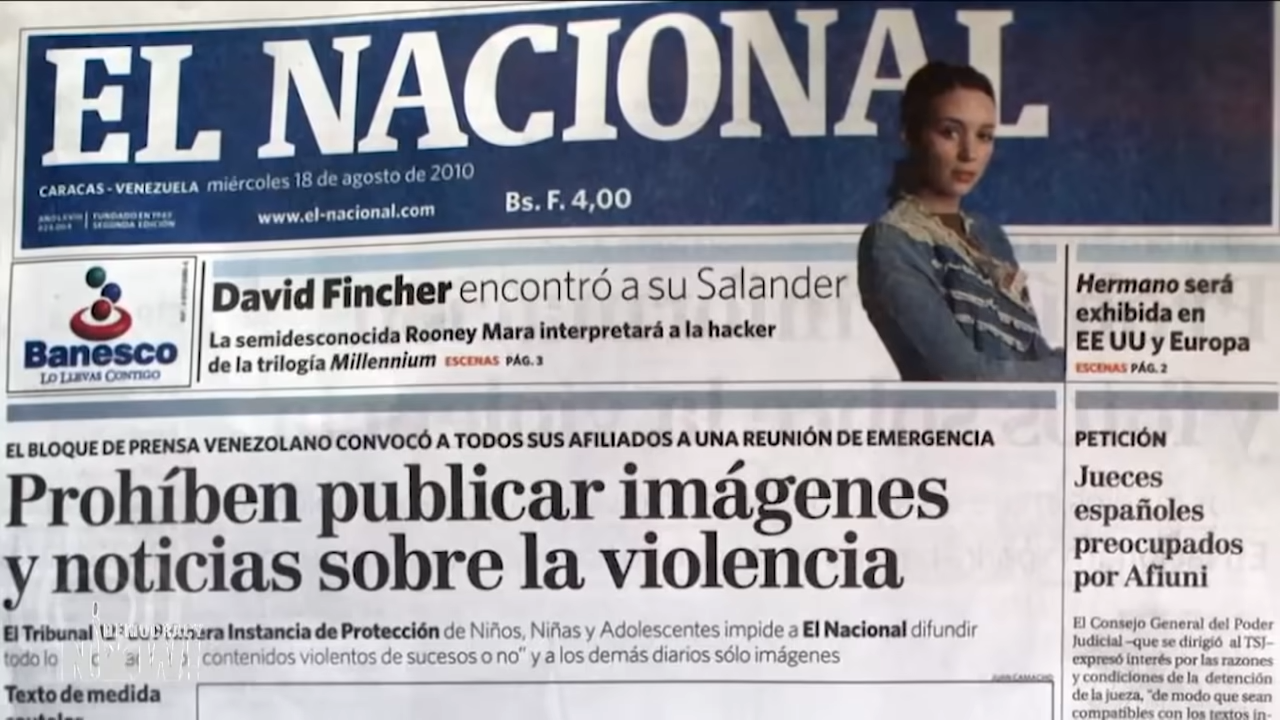 EL NACIONAL
CARACAS - VENEZUELA miércoles 18 de agosto de 2010
FUNDADO EN 1943
SEGUNDA EDICIÓN
www.el-nacional.com
Bs. F. 4,00
Banesco
LO LLEVAS CONTIGO
David Fincher encontró a su Salander
La semidesconocida Rooney Mara interpretará a la hacker
de la trilogía Millennium ESCENAS PÁG. 3
Hermano será
exhibida en
EE UU y Europa
ESCENAS PÁG. 2
EL BLOQUE DE PRENSA VENEZOLANO CONVOCÓ A TODOS SUS AFILIADOS A UNA REUNIÓN DE EMERGENCIA
Prohíben publicar imágenes
y noticias sobre la violencia
El Tribunal Instancia de Protección de Niños, Niñas y Adolescentes impide a El Nacional difundir
todo lo contenidos violentos de sucesos o no” y a los demás diarios sólo imágenes
Texto de medida
PETICIÓN
Jueces
españoles
preocupados
por Afiuni
El Consejo General del Poder
Judicial –que se dirigió al TSJ–
expresó interés por las razones
y condiciones de la detención
de la jueza, “de modo que sean
compatibles con los textos in-
DEMOCRACY
NOW!